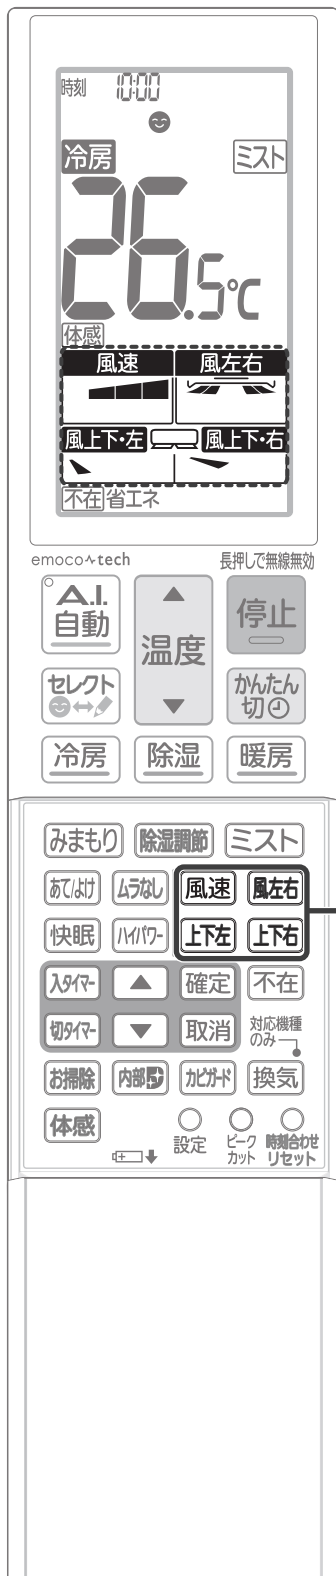 時刻 10:00
冷房 ミスト
26.5℃
体感
風速 風左右
風上下・左 風上下・右
不在 省エネ
emoco tech 長押しで無線無効
A.I.自動 温度 停止
セレクト かんたん切
冷房 除湿 暖房
みまもり 除湿調節 ミスト
あて/よけ ムラなし 風速 風左右
快眠 ハイパワー 上下左 上下右
入タイマー 確定 不在
切タイマー 取消 対応機種のみ
お掃除 内部 カビガード 換気
体感 設定 ピークカット 時刻合わせ リセット